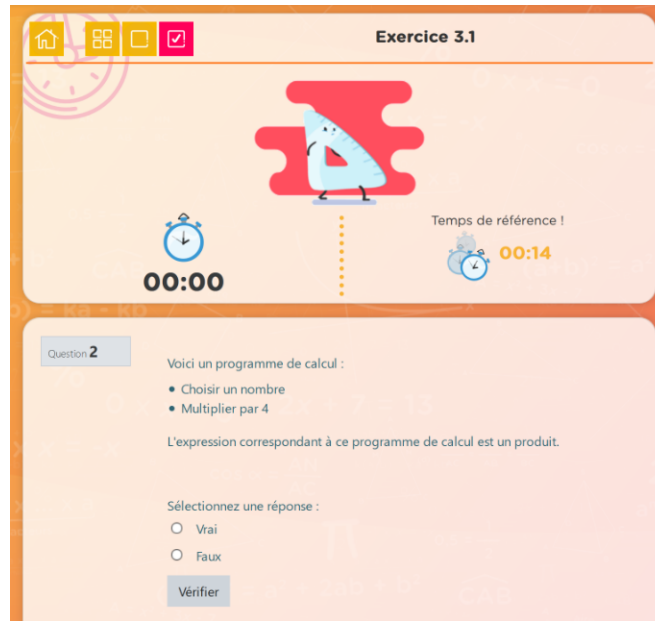 Exercice 3.1
Temps de référence !
00:14
00:00
Question 2
Voici un programme de calcul :
• Choisir un nombre
• Multiplier par 4
L'expression correspondant à ce programme de calcul est un produit.
Sélectionnez une réponse :
Vrai
Faux
Vérifier